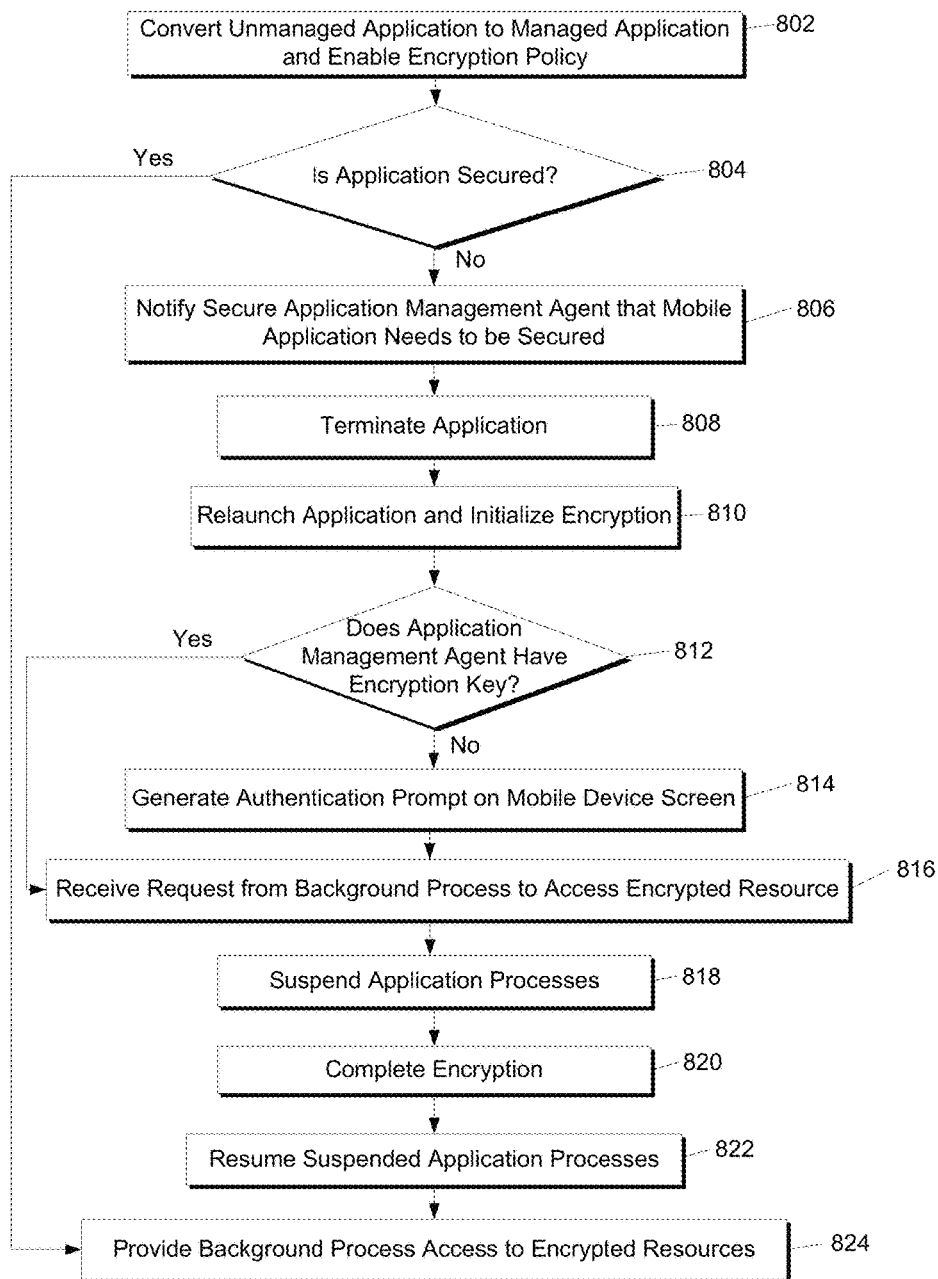 Convert Unmanaged Application to Managed Application
and Enable Encryption Policy
802
Yes
Is Application Secured?
804
No
Notify Secure Application Management Agent that Mobile
Application Needs to be Secured
806
Terminate Application
808
Relaunch Application and Initialize Encryption
810
Yes
Does Application
Management Agent Have
Encryption Key?
812
No
Generate Authentication Prompt on Mobile Device Screen
814
Receive Request from Background Process to Access Encrypted Resource
816
Suspend Application Processes
818
Complete Encryption
820
Resume Suspended Application Processes
822
Provide Background Process Access to Encrypted Resources
824